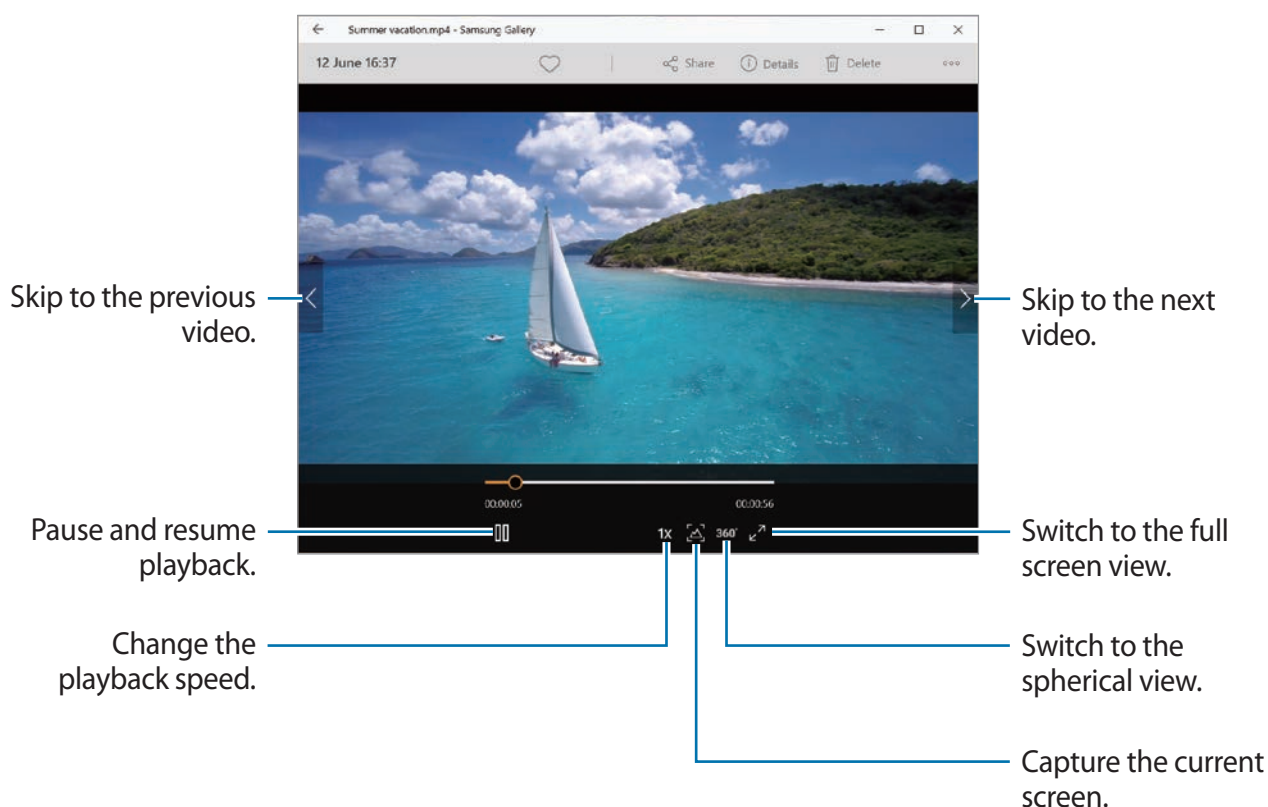 Summer vacation.mp4 - Samsung Gallery
12 June 16:37
Share
Details
Delete
Skip to the previous
video.
Skip to the next
video.
00:00:05
00:00:56
Pause and resume
playback.
1x
360°
Switch to the full
screen view.
Change the
playback speed.
Switch to the
spherical view.
Capture the current
screen.